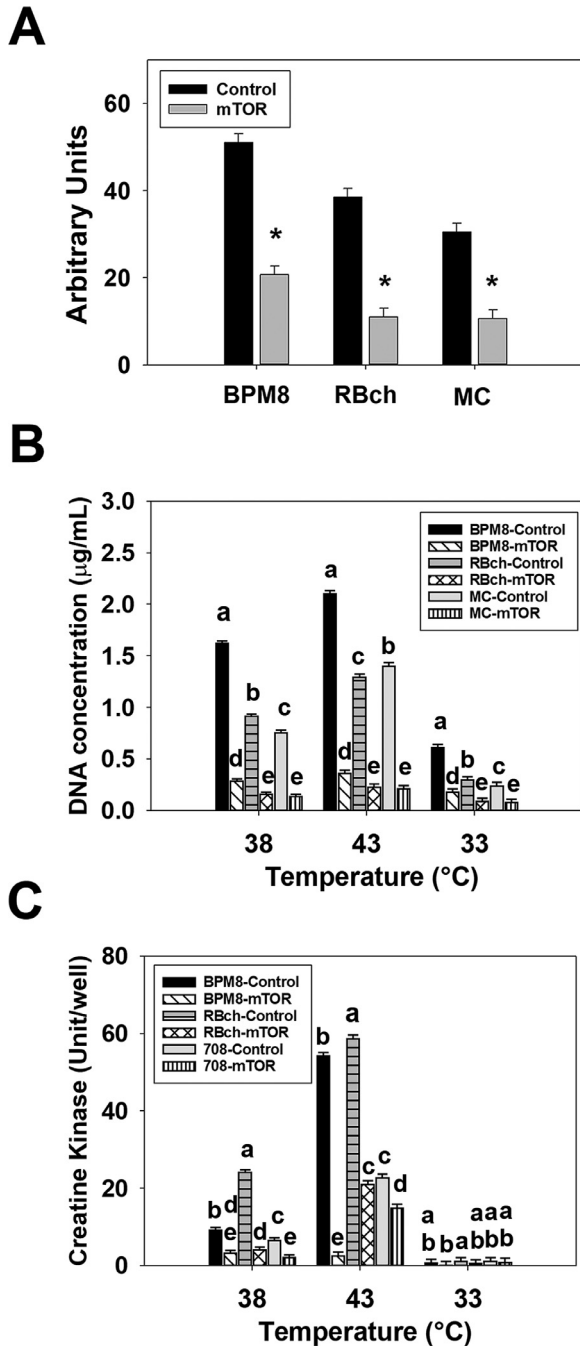 A
Arbitrary Units
60
40
20
0
Control
mTOR
*
*
*
BPM8
RBch
MC
B
DNA concentration (μg/mL)
3.0
2.5
2.0
1.5
1.0
0.5
0.0
BPM8-Control
BPM8-mTOR
RBch-Control
RBch-mTOR
MC-Control
MC-mTOR
a
d
b
e
c
e
a
d
c
e
b
e
a
d
b
e
c
e
38
43
33
Temperature (°C)
C
Creatine Kinase (Unit/well)
80
60
40
20
0
BPM8-Control
BPM8-mTOR
RBch-Control
RBch-mTOR
708-Control
708-mTOR
b
d
e
a
d
c
e
b
e
a
c
c
d
a
a a a
b b a b b b
38
43
33
Temperature (°C)